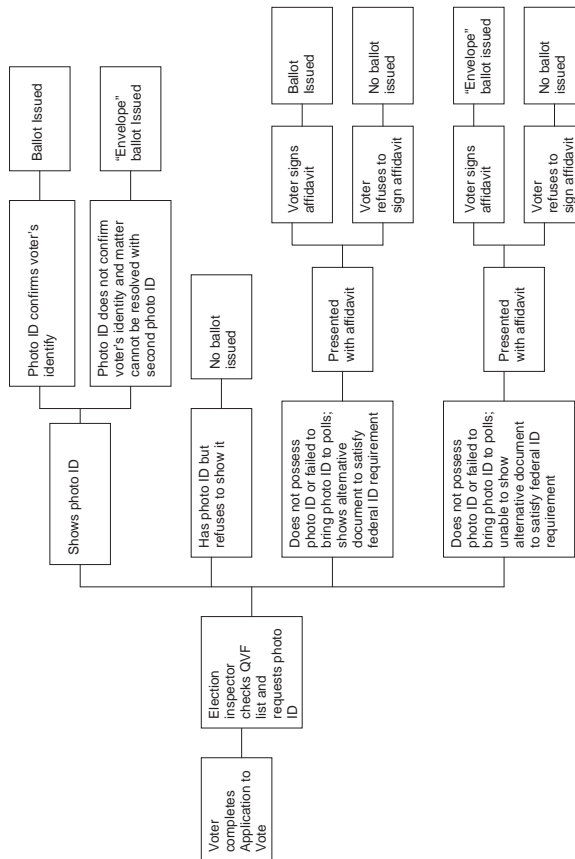 Voter
completes
Application to
Vote
Election
inspector
checks QVF
list and
requests photo
ID
Shows photo ID
Photo ID confirms voter's
identify
Ballot Issued
Photo ID does not confirm
voter's identity and matter
cannot be resolved with
second photo ID
"Envelope"
ballot Issued
Has photo ID but
refuses to show it
No ballot
issued
Does not possess
photo ID or failed to
bring photo ID to polls;
shows alternative
document to satisfy
federal ID requirement
Presented
with affidavit
Voter signs
affidavit
Ballot
Issued
Voter
refuses to
sign affidavit
No ballot
issued
Does not possess
photo ID or failed to
bring photo ID to polls;
unable to show
alternative document
to satisfy federal ID
requirement
Presented
with affidavit
Voter signs
affidavit
"Envelope"
ballot issued
Voter
refuses to
sign affidavit
No ballot
issued